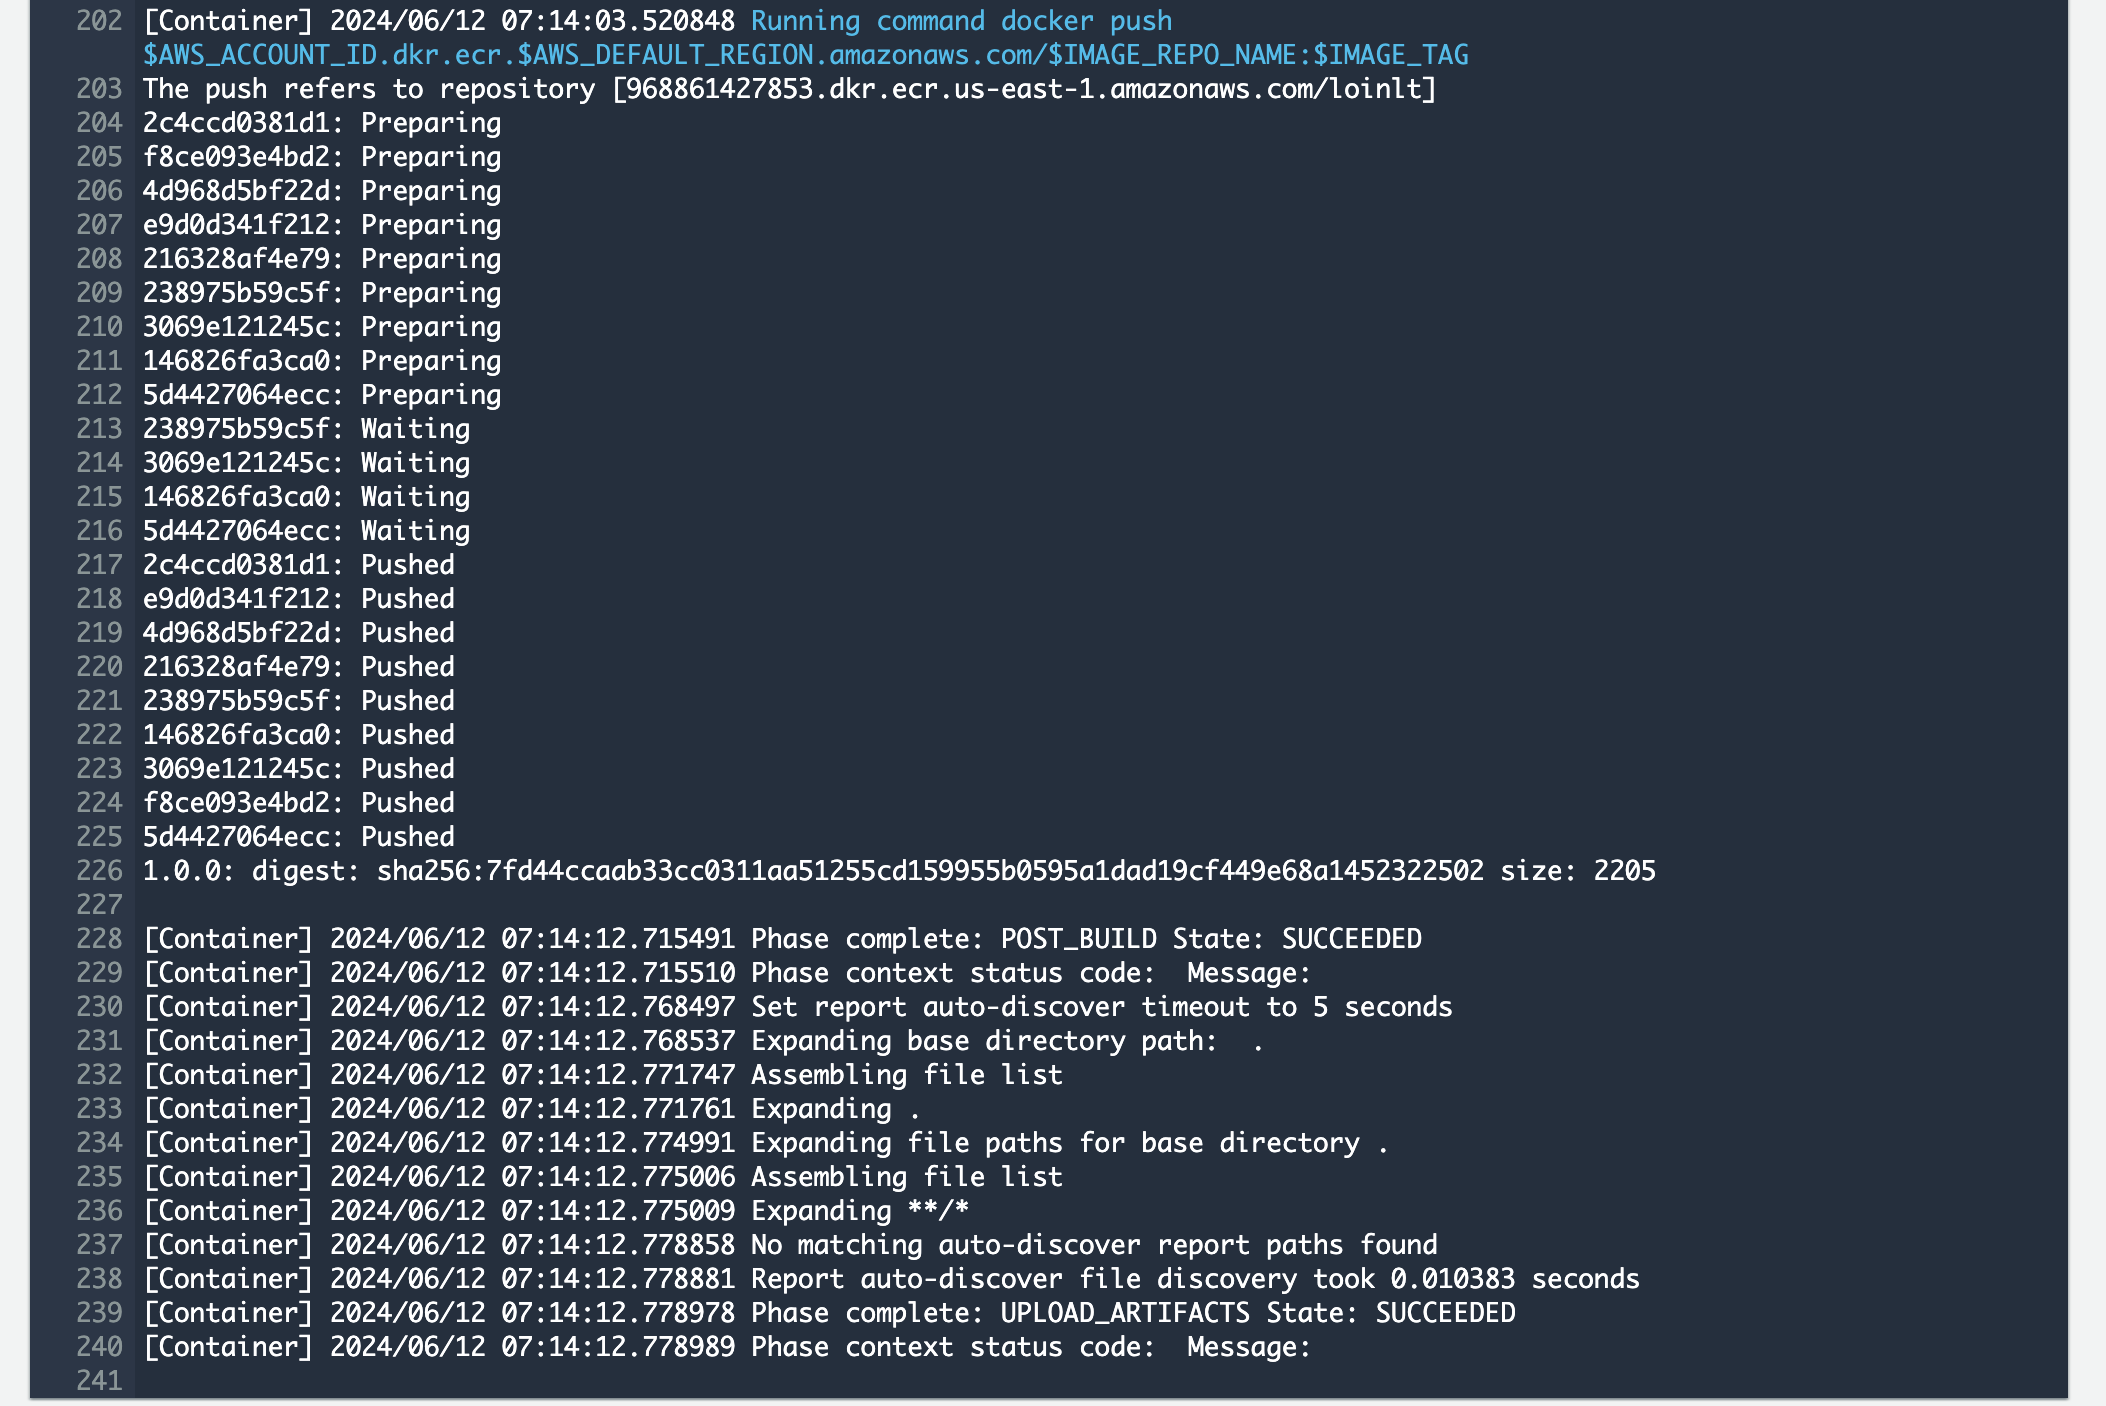 202 [Container] 2024/06/12 07:14:03.520848 Running command docker push
$AWS_ACCOUNT_ID.dkr.ecr.$AWS_DEFAULT_REGION.amazonaws.com/$IMAGE_REPO_NAME:$IMAGE_TAG
203 The push refers to repository [968861427853.dkr.ecr.us-east-1.amazonaws.com/loinlt]
204 2c4ccd0381d1: Preparing
205 f8ce093e4bd2: Preparing
206 4d968d5bf22d: Preparing
207 e9d0d341f212: Preparing
208 216328af4e79: Preparing
209 238975b59c5f: Preparing
210 3069e121245c: Preparing
211 146826fa3ca0: Preparing
212 5d4427064ecc: Preparing
213 238975b59c5f: Waiting
214 3069e121245c: Waiting
215 146826fa3ca0: Waiting
216 5d4427064ecc: Waiting
217 2c4ccd0381d1: Pushed
218 e9d0d341f212: Pushed
219 4d968d5bf22d: Pushed
220 216328af4e79: Pushed
221 238975b59c5f: Pushed
222 146826fa3ca0: Pushed
223 3069e121245c: Pushed
224 f8ce093e4bd2: Pushed
225 5d4427064ecc: Pushed
226 1.0.0: digest: sha256:7fd44ccaab33cc0311aa51255cd159955b0595a1dad19cf449e68a1452322502 size: 2205
227
228 [Container] 2024/06/12 07:14:12.715491 Phase complete: POST_BUILD State: SUCCEEDED
229 [Container] 2024/06/12 07:14:12.715510 Phase context status code:  Message:
230 [Container] 2024/06/12 07:14:12.768497 Set report auto-discover timeout to 5 seconds
231 [Container] 2024/06/12 07:14:12.768537 Expanding base directory path:  .
232 [Container] 2024/06/12 07:14:12.771747 Assembling file list
233 [Container] 2024/06/12 07:14:12.771761 Expanding .
234 [Container] 2024/06/12 07:14:12.774991 Expanding file paths for base directory .
235 [Container] 2024/06/12 07:14:12.775006 Assembling file list
236 [Container] 2024/06/12 07:14:12.775009 Expanding **/*
237 [Container] 2024/06/12 07:14:12.778858 No matching auto-discover report paths found
238 [Container] 2024/06/12 07:14:12.778881 Report auto-discover file discovery took 0.010383 seconds
239 [Container] 2024/06/12 07:14:12.778978 Phase complete: UPLOAD_ARTIFACTS State: SUCCEEDED
240 [Container] 2024/06/12 07:14:12.778989 Phase context status code:  Message:
241